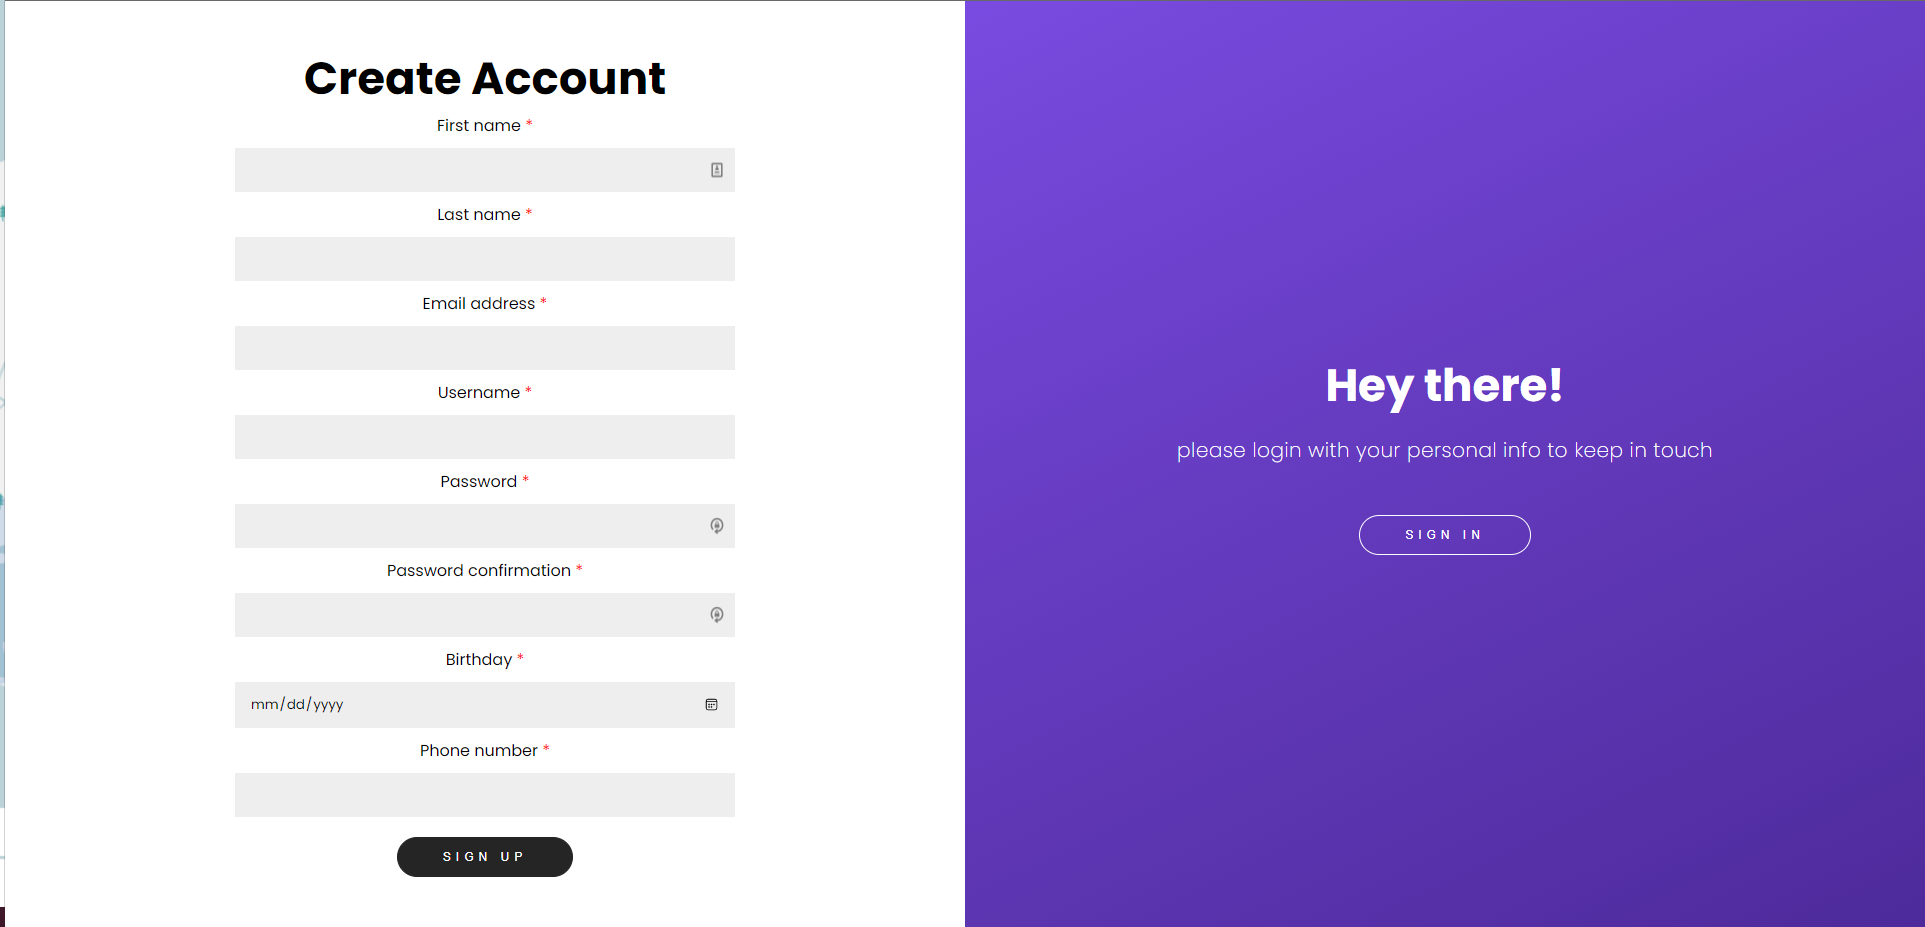 Create Account
First name *
Last name *
Email address *
Username *
Password *
Password confirmation *
Birthday *
mm/dd/yyyy
Phone number *
SIGN UP
Hey there!
please login with your personal info to keep in touch
SIGN IN